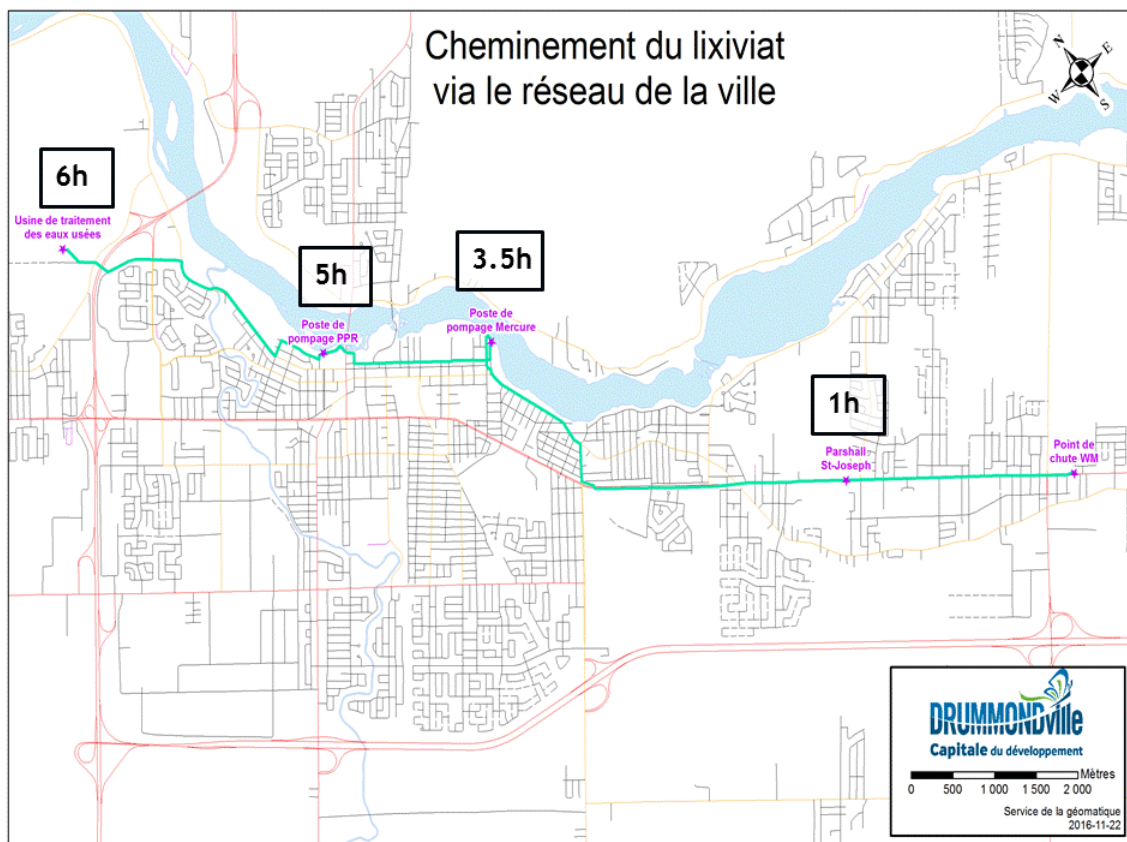 Cheminement du lixiviat
via le réseau de la ville
N
E
W
S
6h
Usine de traitement
des eaux usées
5h
Poste de
pompage PPR
3.5h
Poste de
pompage Mercure
1h
Parshall
St-Joseph
Point de
chute WM
DRUMMONDville
Capitale du développement
Mètres
0 500 1 000 1 500 2 000
Service de la géomatique
2016-11-22